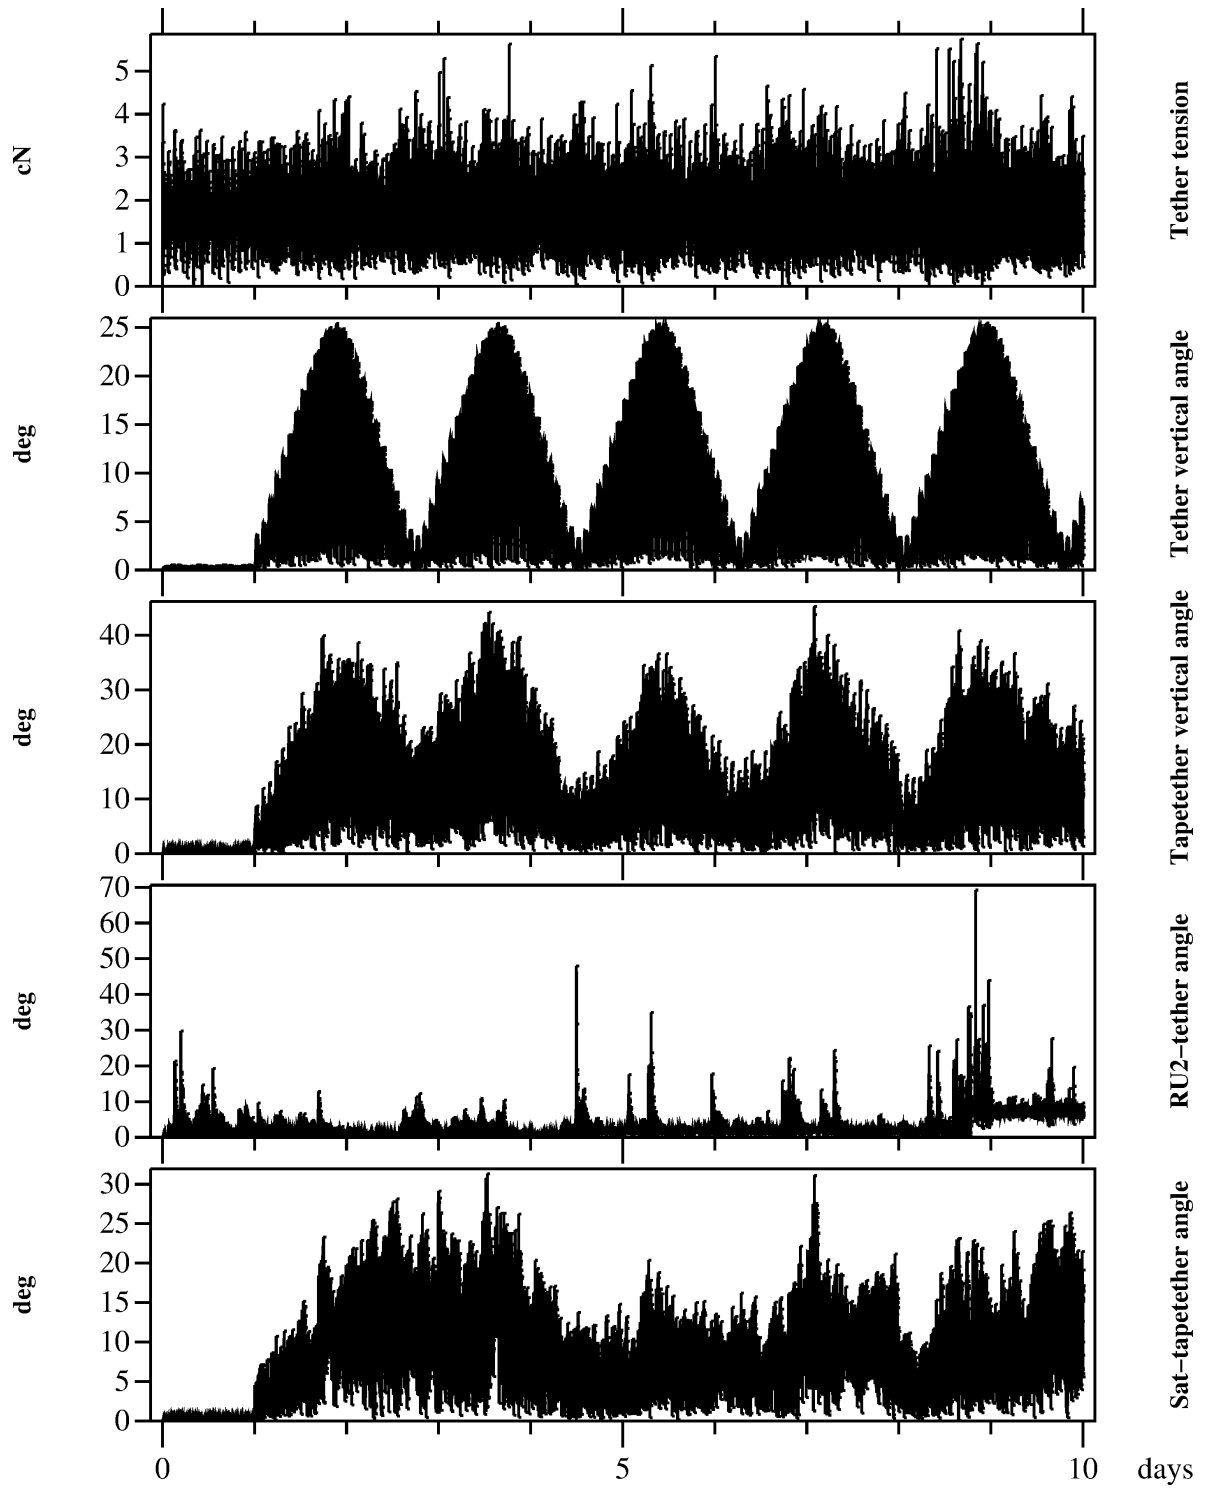 5
4
3
2
1
0
cN
Tether tension
25
20
15
10
5
0
deg
Tether vertical angle
40
30
20
10
0
deg
Tapetether vertical angle
70
60
50
40
30
20
10
0
deg
RU2−tether angle
30
25
20
15
10
5
0
deg
Sat−tapetether angle
0 5 10 days